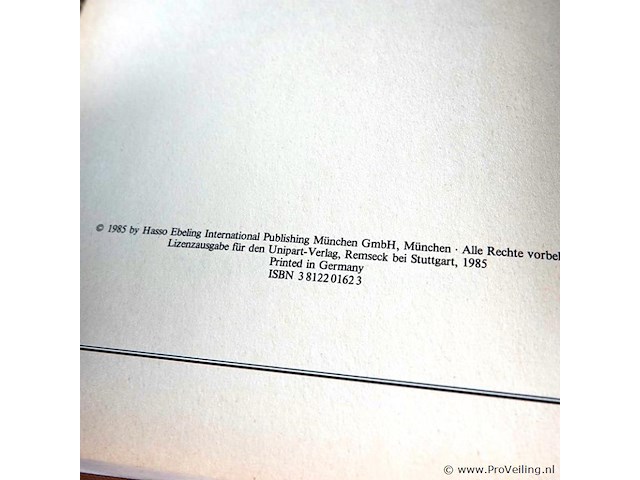 © 1985 by Hasso Ebeling International Publishing München GmbH, München · Alle Rechte vorbel
Lizenzausgabe für den Unipart-Verlag, Remseck bei Stuttgart, 1985
Printed in Germany
ISBN 3 8122 0162 3
© www.ProVeiling.nl